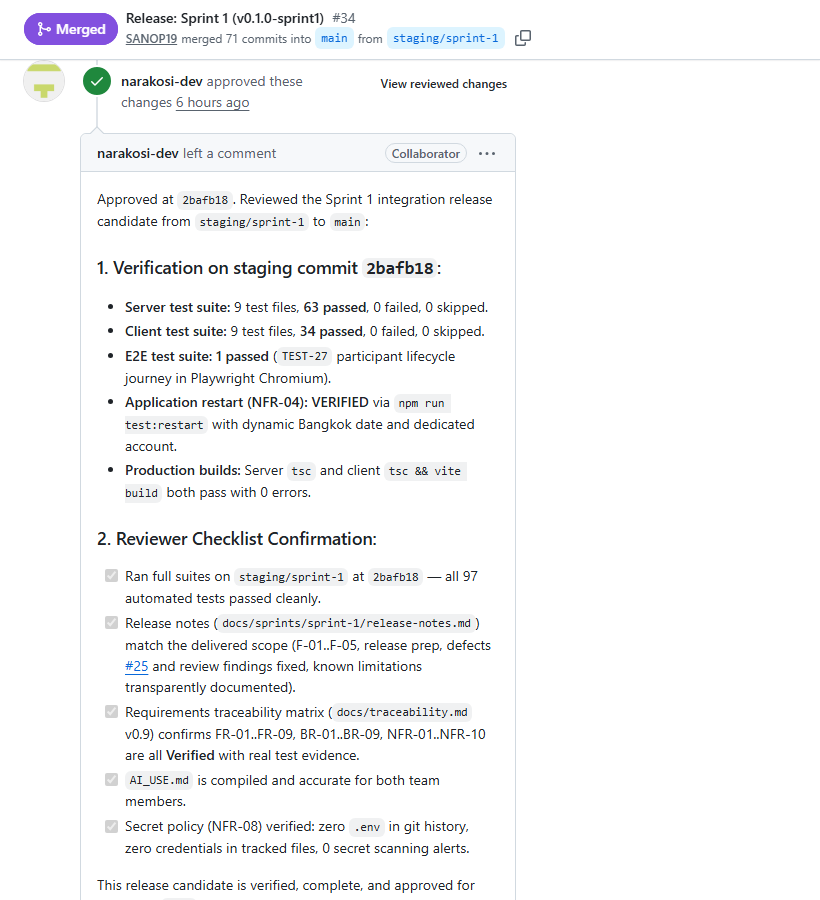 Merged
Release: Sprint 1 (v0.1.0-sprint1) #34
SANOP19 merged 71 commits into main from staging/sprint-1
narakosi-dev approved these
changes 6 hours ago
View reviewed changes
narakosi-dev left a comment
Collaborator
Approved at 2bafb18. Reviewed the Sprint 1 integration release
candidate from staging/sprint-1 to main:
1. Verification on staging commit 2bafb18:
Server test suite: 9 test files, 63 passed, 0 failed, 0 skipped.
Client test suite: 9 test files, 34 passed, 0 failed, 0 skipped.
E2E test suite: 1 passed (TEST-27 participant lifecycle
journey in Playwright Chromium).
Application restart (NFR-04): VERIFIED via npm run
test:restart with dynamic Bangkok date and dedicated
account.
Production builds: Server tsc and client tsc && vite
build both pass with 0 errors.
2. Reviewer Checklist Confirmation:
Ran full suites on staging/sprint-1 at 2bafb18 — all 97
automated tests passed cleanly.
Release notes (docs/sprints/sprint-1/release-notes.md)
match the delivered scope (F-01..F-05, release prep, defects
#25 and review findings fixed, known limitations
transparently documented).
Requirements traceability matrix (docs/traceability.md
v0.9) confirms FR-01..FR-09, BR-01..BR-09, NFR-01..NFR-10
are all Verified with real test evidence.
AI_USE.md is compiled and accurate for both team
members.
Secret policy (NFR-08) verified: zero .env in git history,
zero credentials in tracked files, 0 secret scanning alerts.
This release candidate is verified, complete, and approved for